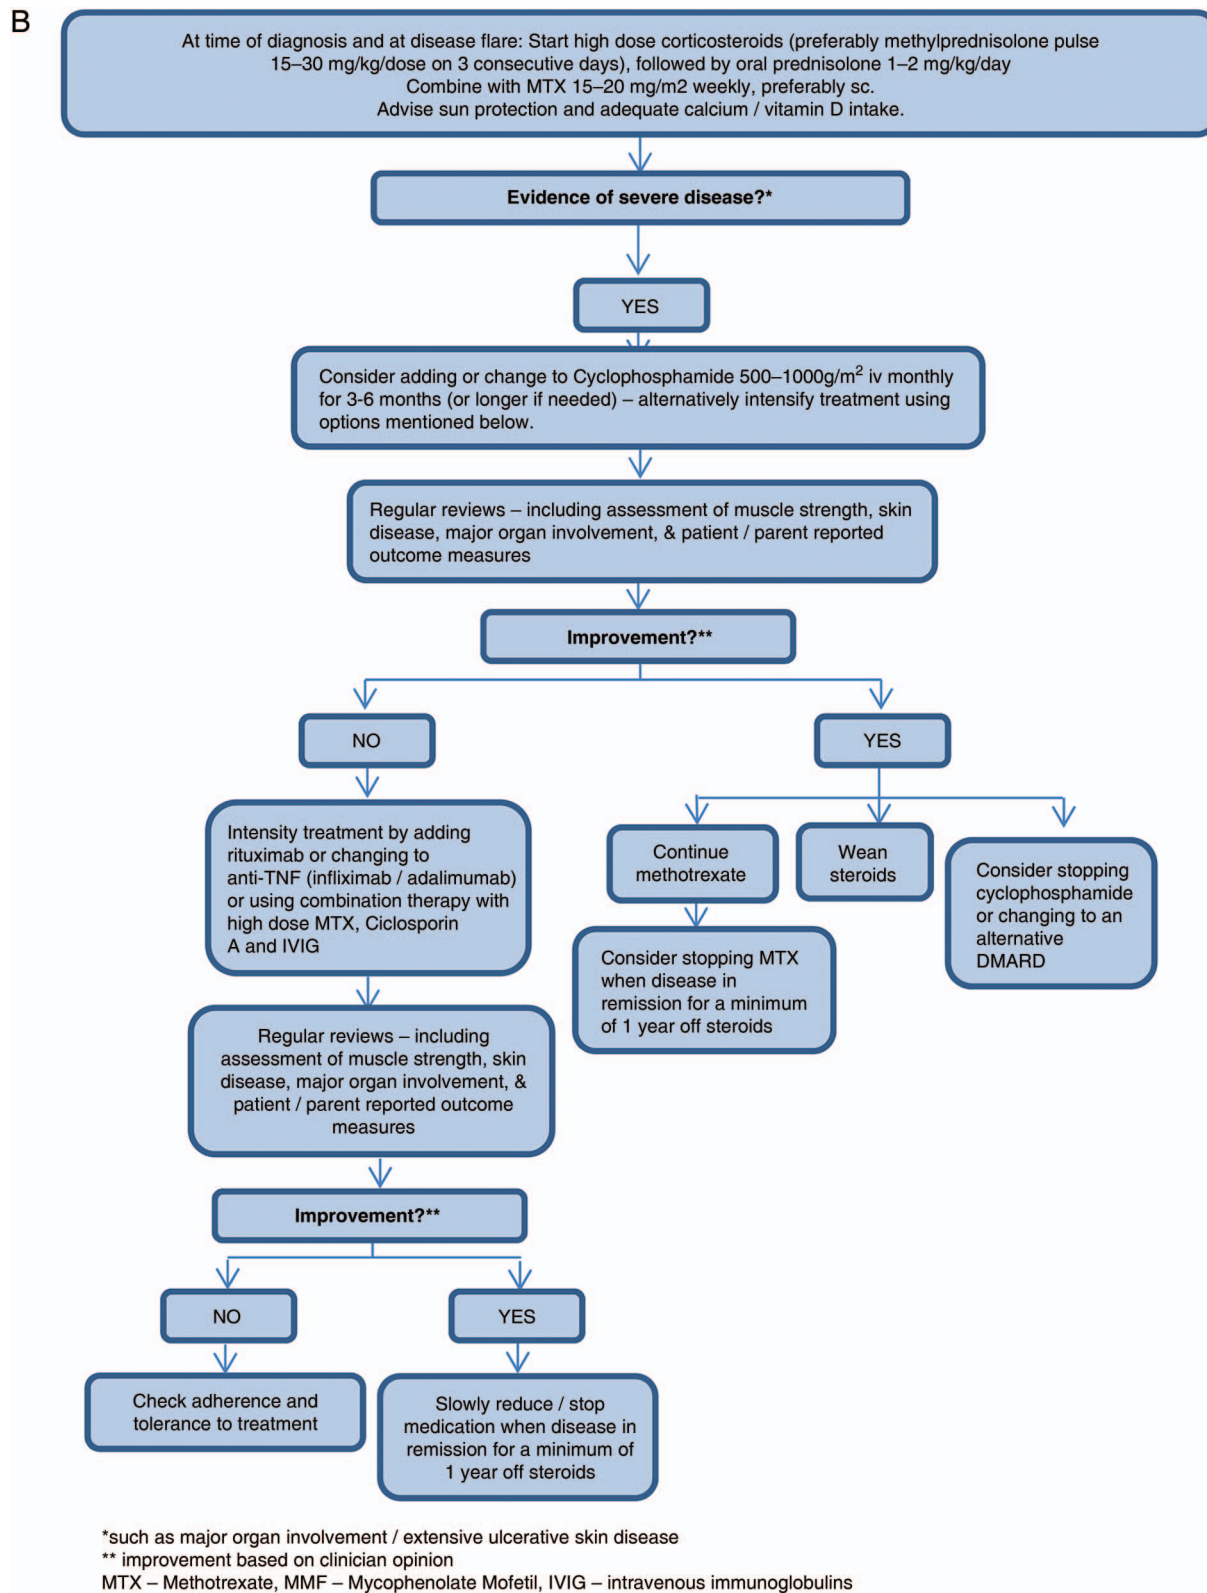 B
At time of diagnosis and at disease flare: Start high dose corticosteroids (preferably methylprednisolone pulse
15–30 mg/kg/dose on 3 consecutive days), followed by oral prednisolone 1–2 mg/kg/day
Combine with MTX 15–20 mg/m2 weekly, preferably sc.
Advise sun protection and adequate calcium / vitamin D intake.
Evidence of severe disease?*
YES
Consider adding or change to Cyclophosphamide 500–1000g/m² iv monthly
for 3-6 months (or longer if needed) – alternatively intensify treatment using
options mentioned below.
Regular reviews – including assessment of muscle strength, skin
disease, major organ involvement, & patient / parent reported
outcome measures
Improvement?**
NO
YES
Intensity treatment by adding
rituximab or changing to
anti-TNF (infliximab / adalimumab)
or using combination therapy with
high dose MTX, Ciclosporin
A and IVIG
Continue
methotrexate
Wean
steroids
Consider stopping
cyclophosphamide
or changing to an
alternative
DMARD
Consider stopping MTX
when disease in
remission for a minimum
of 1 year off steroids
Regular reviews – including
assessment of muscle strength, skin
disease, major organ involvement, &
patient / parent reported outcome
measures
Improvement?**
NO
YES
Check adherence and
tolerance to treatment
Slowly reduce / stop
medication when disease in
remission for a minimum of
1 year off steroids
*such as major organ involvement / extensive ulcerative skin disease
** improvement based on clinician opinion
MTX – Methotrexate, MMF – Mycophenolate Mofetil, IVIG – intravenous immunoglobulins